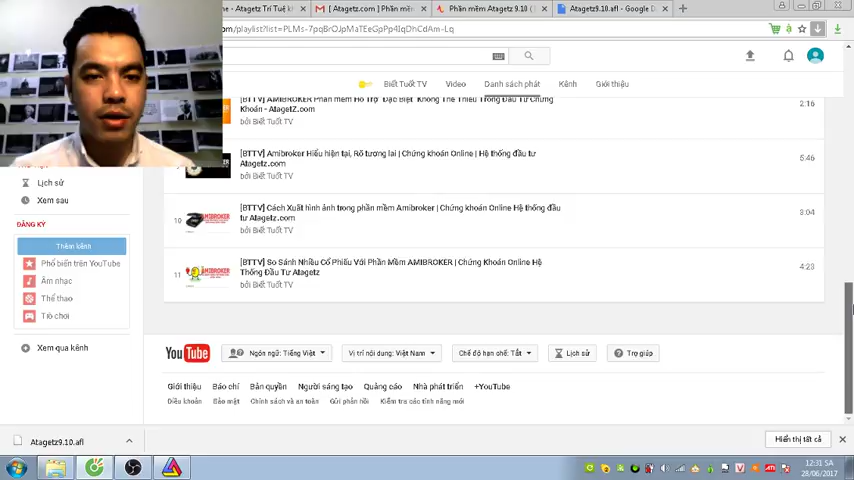 ne - Atagetz Trí Tuệ
[Atagetz.com] Phần mềm
Phần mềm Atagetz 9.10 (
Atagetz9.10.afl - Google D
/playlist?list=PLMs-7pqBrOJpMaTEeGpPp4IqDhCdAm-Lq
Biết Tuốt TV
Video
Danh sách phát
Kênh
Giới thiệu
[BTTV] AMIBROKER Phần mềm Hỗ Trợ Đặc Biệt Không Thể Thiếu Trong Đầu Tư Chứng
Khoán - AtagetZ.com
bởi Biết Tuốt TV
2:16
[BTTV] Amibroker Hiểu hiện tại, Rõ tương lai | Chứng khoán Online | Hệ thống đầu tư
Atagetz.com
bởi Biết Tuốt TV
5:46
10
[BTTV] Cách Xuất hình ảnh trong phần mềm Amibroker | Chứng khoán Online Hệ thống đầu
tư Atagetz.com
bởi Biết Tuốt TV
3:04
11
[BTTV] So Sánh Nhiều Cổ Phiếu Với Phần Mềm AMIBROKER | Chứng Khoán Online Hệ
Thống Đầu Tư Atagetz
bởi Biết Tuốt TV
4:23
Lịch sử
Xem sau
ĐĂNG KÝ
Thêm kênh
Phổ biến trên YouTube
Âm nhạc
Thể thao
Trò chơi
Xem qua kênh
YouTube
Ngôn ngữ: Tiếng Việt
Vị trí nội dung: Việt Nam
Chế độ hạn chế: Tắt
Lịch sử
Trợ giúp
Giới thiệu
Báo chí
Bản quyền
Người sáng tạo
Quảng cáo
Nhà phát triển
+YouTube
Điều khoản
Bảo mật
Chính sách và an toàn
Gửi phản hồi
Kiểm tra các tính năng mới
Atagetz9.10.afl
Hiển thị tất cả
12:31 SA
28/06/2017